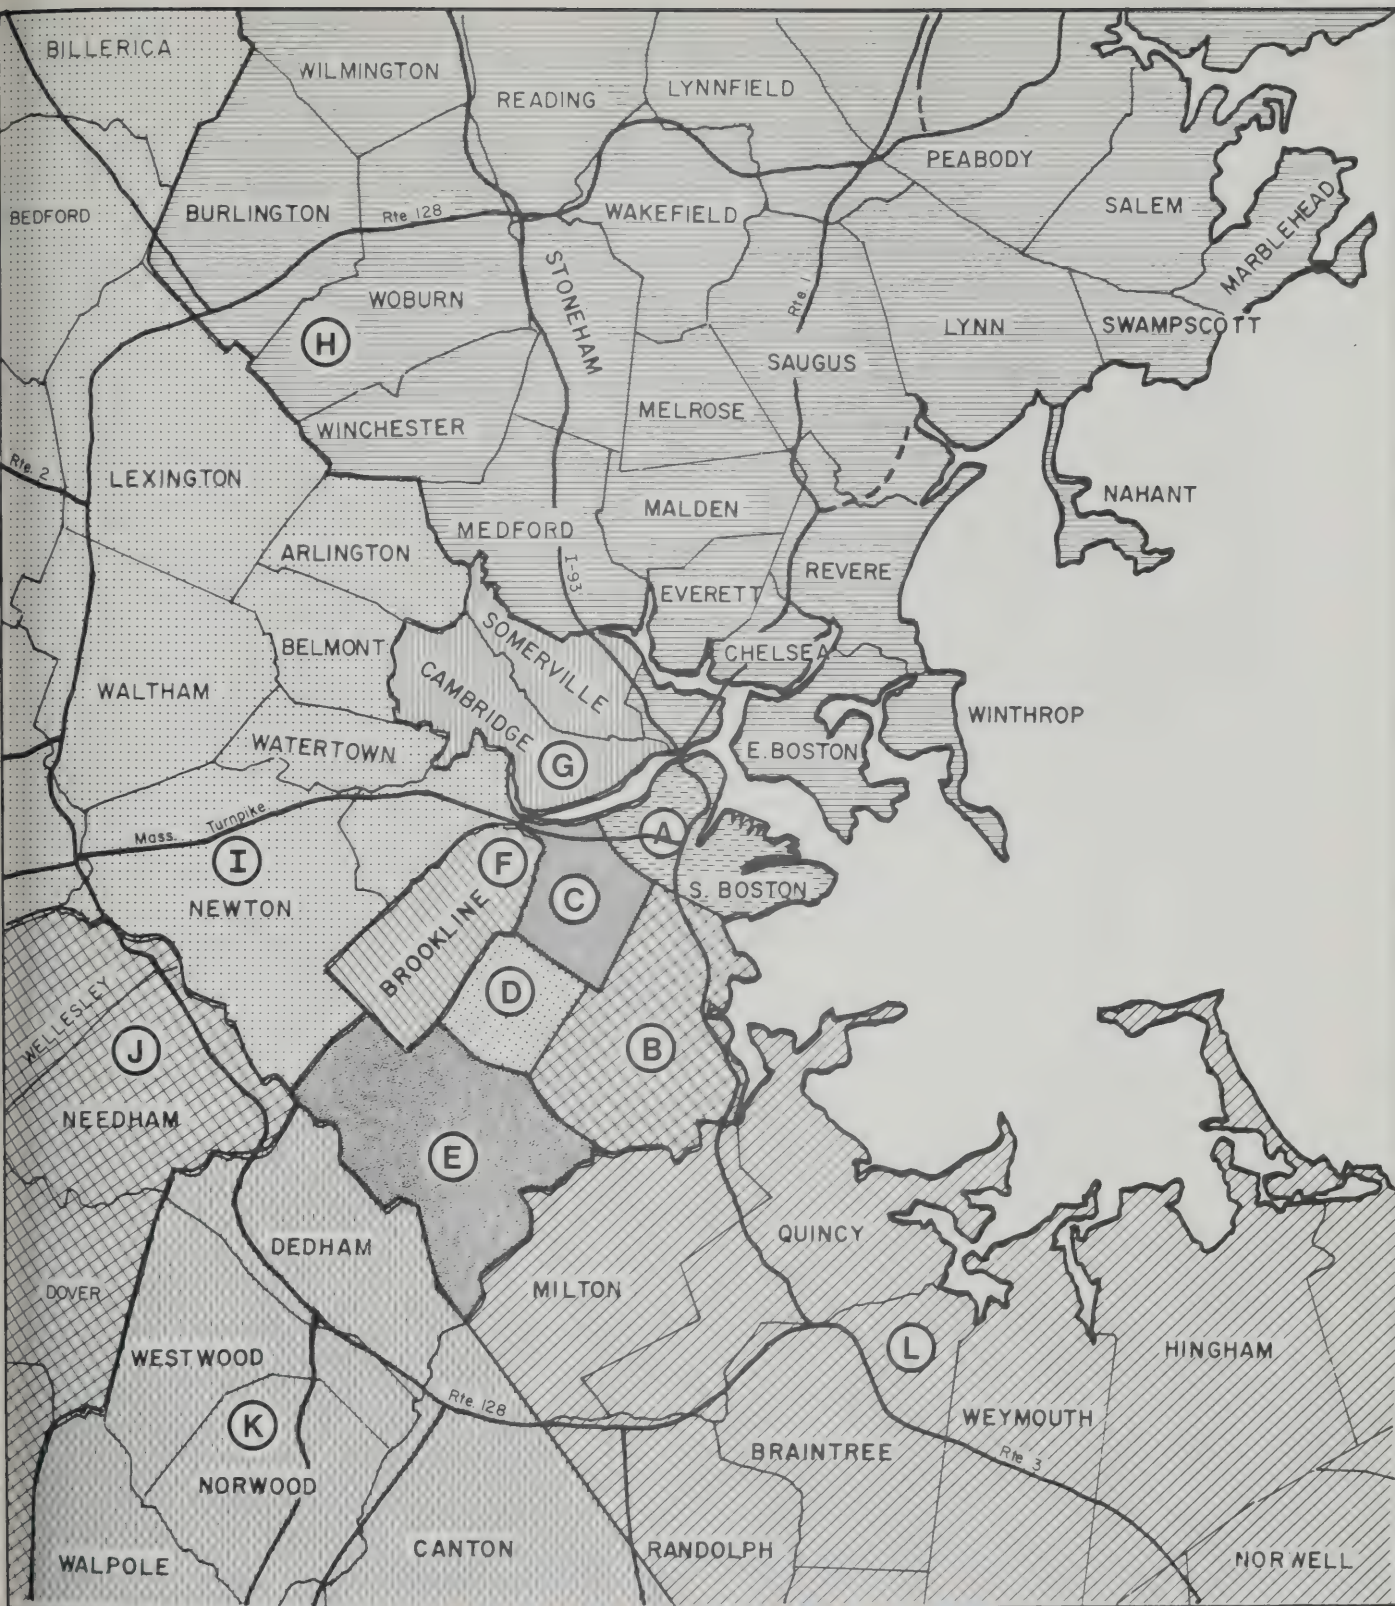 BILLERICA
WILMINGTON
READING
LYNNFIELD
PEABODY
BEDFORD
BURLINGTON
Rte 128
WAKEFIELD
SALEM
MARBLEHEAD
WOBURN
STONEHAM
Rte. 1
LYNN
SWAMPSCOTT
H
SAUGUS
WINCHESTER
MELROSE
Rte. 2
LEXINGTON
NAHANT
MALDEN
MEDFORD
ARLINGTON
I-93
REVERE
EVERETT
SOMERVILLE
BELMONT
CHELSEA
CAMBRIDGE
WALTHAM
WINTHROP
WATERTOWN
E. BOSTON
G
Mass. Turnpike
A
I
F
C
S. BOSTON
NEWTON
BROOKLINE
D
WELLESLEY
J
B
NEEDHAM
E
QUINCY
DEDHAM
DOVER
MILTON
WESTWOOD
L
HINGHAM
Rte. 128
K
WEYMOUTH
BRAINTREE
Rte 3
NORWOOD
CANTON
RANDOLPH
NORWELL
WALPOLE